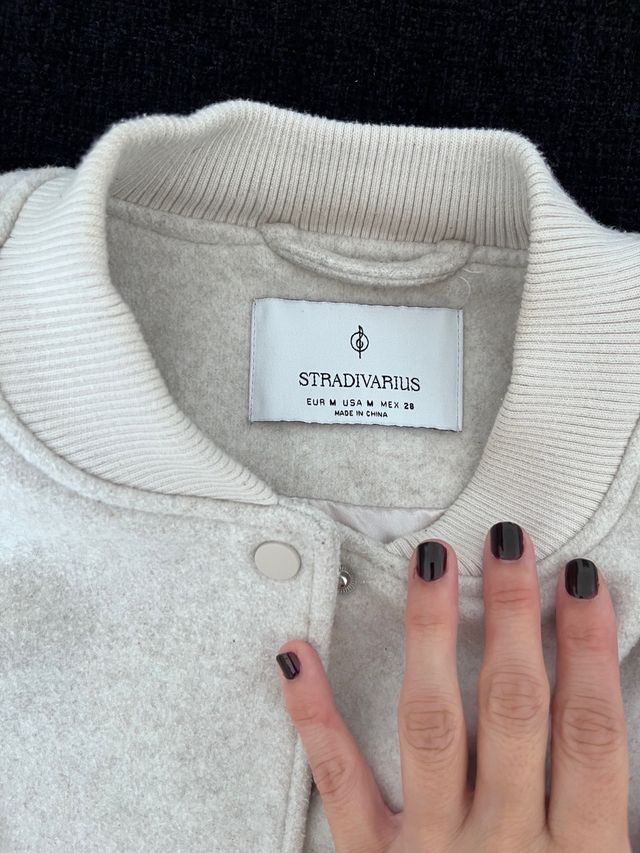 STRADIVARIUS
EUR M USA M MEX 28
MADE IN CHINA